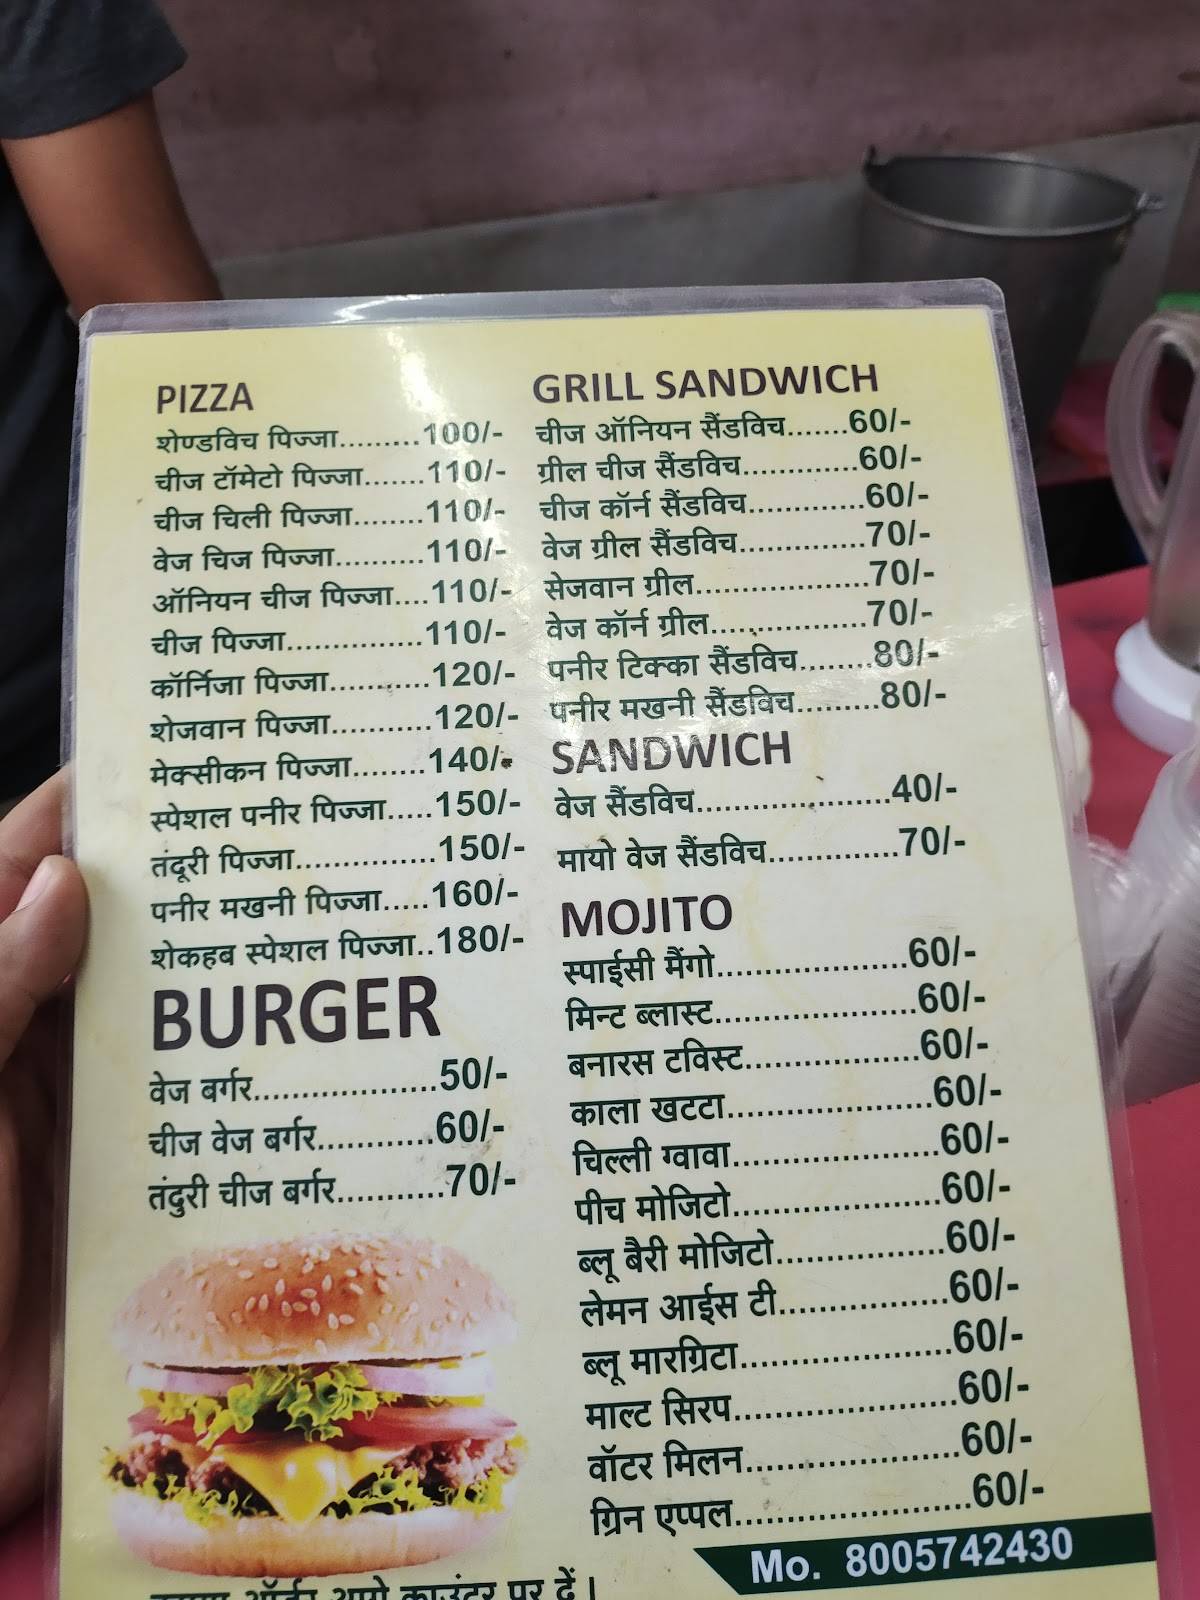 PIZZA
शेण्डविच पिज्जा.........100/-
चीज टॉमेटो पिज्जा.......110/-
चीज चिली पिज्जा........110/-
वेज चिज पिज्जा..........110/-
ऑनियन चीज पिज्जा....110/-
चीज पिज्जा...............110/-
कॉर्निजा पिज्जा...........120/-
शेजवान पिज्जा...........120/-
मेक्सीकन पिज्जा........140/-
स्पेशल पनीर पिज्जा.....150/-
तंदूरी पिज्जा................150/-
पनीर मखनी पिज्जा.....160/-
शेकहब स्पेशल पिज्जा..180/-
BURGER
वेज बर्गर...................50/-
चीज वेज बर्गर............60/-
तंदुरी चीज बर्गर...........70/-
GRILL SANDWICH
चीज ऑनियन सैंडविच.......60/-
ग्रील चीज सैंडविच.............60/-
चीज कॉर्न सैंडविच.............60/-
वेज ग्रील सैंडविच...............70/-
सेजवान ग्रील....................70/-
वेज कॉर्न ग्रील..................70/-
पनीर टिक्का सैंडविच........80/-
पनीर मखनी सैंडविच.........80/-
SANDWICH
वेज सैंडविच......................40/-
मायो वेज सैंडविच...............70/-
MOJITO
स्पाईसी मैंगो.....................60/-
मिन्ट ब्लास्ट......................60/-
बनारस टविस्ट...................60/-
काला खटटा.......................60/-
चिल्ली ग्वावा.......................60/-
पीच मोजिटो.......................60/-
ब्लू बैरी मोजिटो..................60/-
लेमन आईस टी..................60/-
ब्लू मारग्रिटा......................60/-
माल्ट सिरप........................60/-
वॉटर मिलन.......................60/-
ग्रिन एप्पल.........................60/-
Mo. 8005742430
काउंटर पर दें।